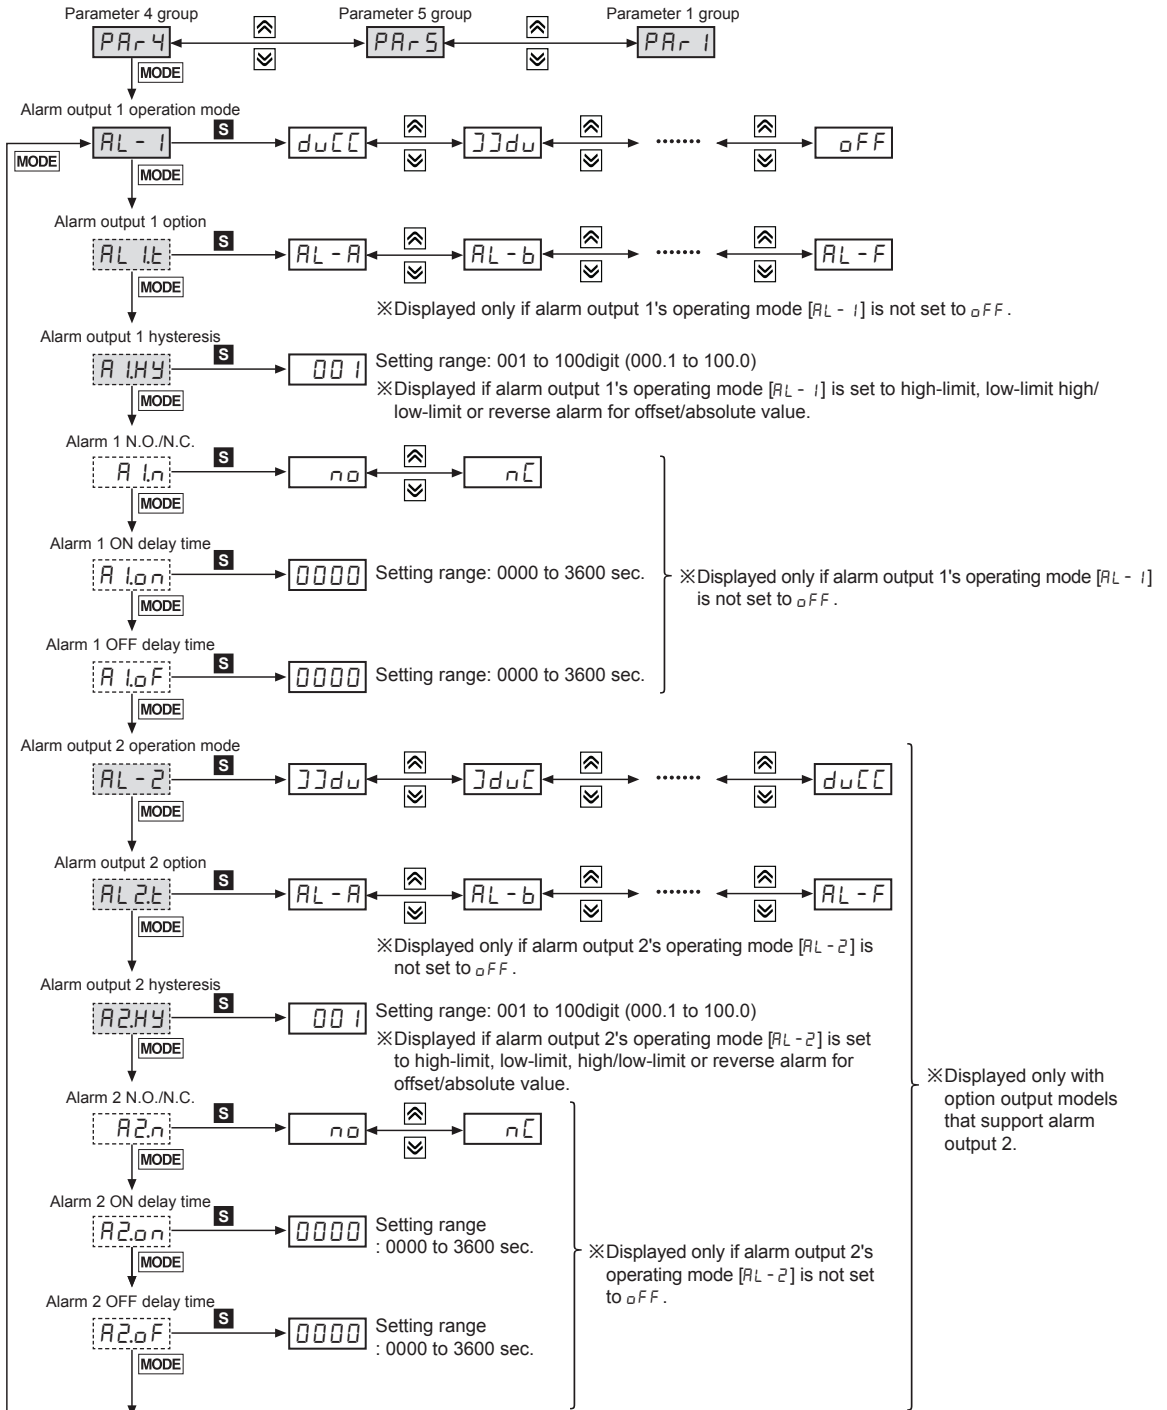 Parameter 4 group Parameter 5 group Parameter 1 group
PAr4 PAr5 PAr1
MODE
Alarm output 1 operation mode
AL-1 S duCC JJdu ....... oFF
MODE
MODE
Alarm output 1 option
AL1.t S AL-A AL-b ....... AL-F
MODE
※Displayed only if alarm output 1's operating mode [AL-1] is not set to oFF.
Alarm output 1 hysteresis
A1.HY S 001 Setting range: 001 to 100digit (000.1 to 100.0)
MODE
※Displayed if alarm output 1's operating mode [AL-1] is set to high-limit, low-limit high/
low-limit or reverse alarm for offset/absolute value.
Alarm 1 N.O./N.C.
A1.n S no nC
MODE
Alarm 1 ON delay time
A1.on S 0000 Setting range: 0000 to 3600 sec.
MODE
※Displayed only if alarm output 1's operating mode [AL-1]
is not set to oFF.
Alarm 1 OFF delay time
A1.oF S 0000 Setting range: 0000 to 3600 sec.
MODE
Alarm output 2 operation mode
AL-2 S JJdu JduC ....... duCC
MODE
Alarm output 2 option
AL2.t S AL-A AL-b ....... AL-F
MODE
※Displayed only if alarm output 2's operating mode [AL-2] is
not set to oFF.
Alarm output 2 hysteresis
A2.HY S 001 Setting range: 001 to 100digit (000.1 to 100.0)
MODE
※Displayed if alarm output 2's operating mode [AL-2] is set
to high-limit, low-limit, high/low-limit or reverse alarm for
offset/absolute value.
※Displayed only with
option output models
that support alarm
output 2.
Alarm 2 N.O./N.C.
A2.n S no nC
MODE
Alarm 2 ON delay time
A2.on S 0000 Setting range
: 0000 to 3600 sec.
MODE
※Displayed only if alarm output 2's
operating mode [AL-2] is not set
to oFF.
Alarm 2 OFF delay time
A2.oF S 0000 Setting range
: 0000 to 3600 sec.
MODE